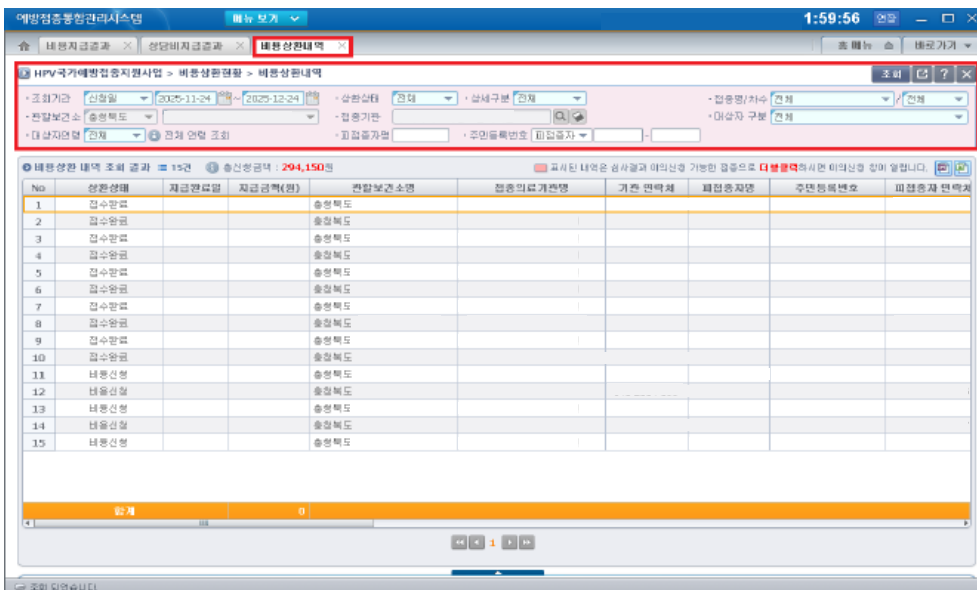 예방접종통합관리시스템 메뉴 보기 1:59:56 연장
비용지급결과 상담비지급결과 비용상환내역 홈 메뉴 바로가기
HPV국가예방접종지원사업 > 비용상환현황 > 비용상환내역 조회
조회기간 신청일 2025-11-24 ~ 2025-12-24 상환상태 전체 상세구분 전체 접종명/차수 전체 / 전체
관할보건소 충청북도 접종기관 대상자 구분 전체
대상자연령 전체 전체 연령 조회 피접종자명 주민등록번호 피접종자 -
비용상환 내역 조회 결과 15건 총신청금액 : 294,150원 표시된 내역은 심사결과 이의신청 가능한 접종으로 더블클릭하시면 이의신청 창이 열립니다.
No 상환상태 지급완료일 지급금액(원) 관할보건소명 접종의료기관명 기관 연락처 피접종자명 주민등록번호 피접종자 연락처
1 접수완료 충청북도
2 접수완료 충청북도
3 접수완료 충청북도
4 접수완료 충청북도
5 접수완료 충청북도
6 접수완료 충청북도
7 접수완료 충청북도
8 접수완료 충청북도
9 접수완료 충청북도
10 접수완료 충청북도
11 비용신청 충청북도
12 비용신청 충청북도
13 비용신청 충청북도
14 비용신청 충청북도
15 비용신청 충청북도
합계 0
1
조회 되었습니다.